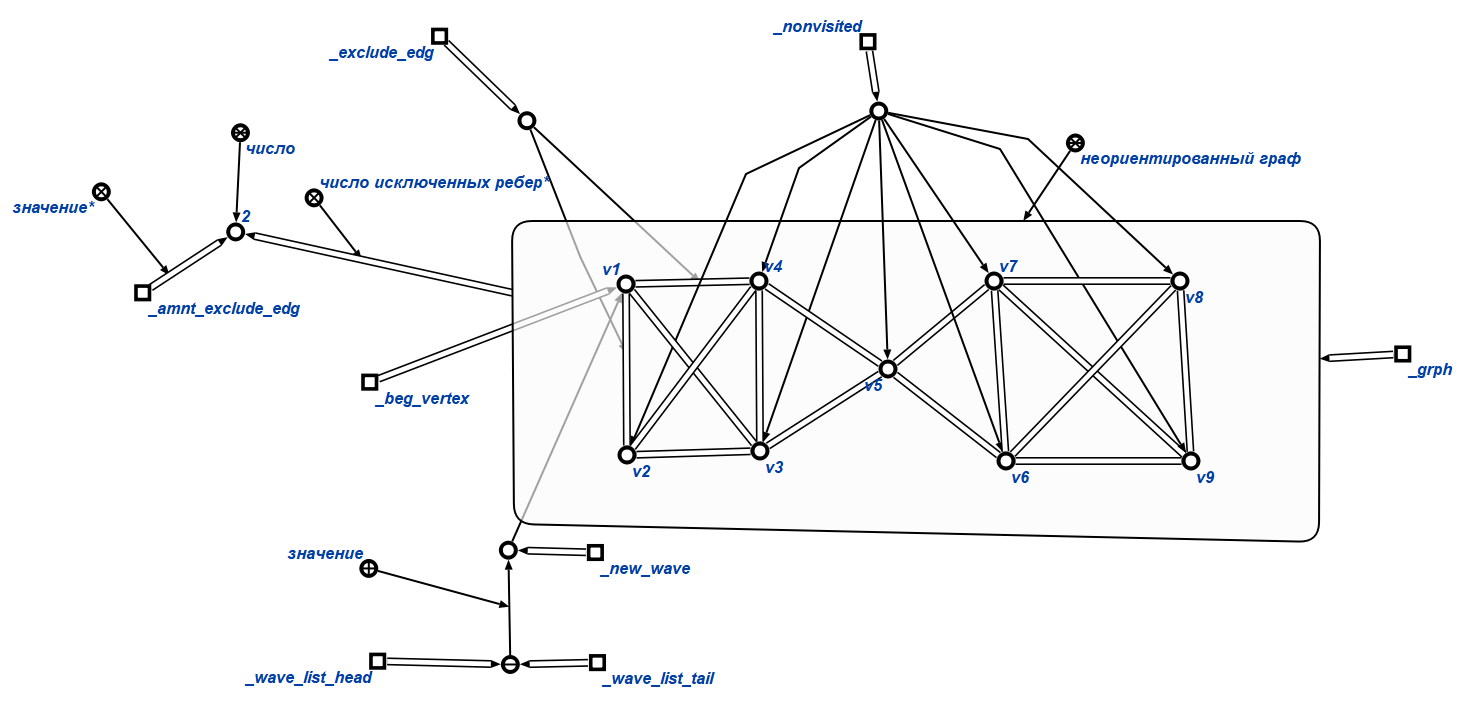 _nonvisited
_exclude_edg
число
неориентированный граф
число исключенных ребер*
значение*
2
v1
v4
v7
v8
_amnt_exclude_edg
_grph
v5
_beg_vertex
v2
v3
v6
v9
значение
_new_wave
_wave_list_head
_wave_list_tail